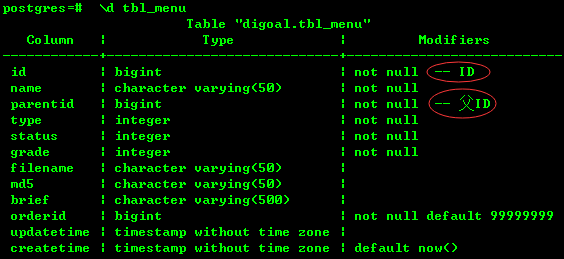 postgres=# \d tbl_menu
Table "digoal.tbl_menu"
Column | Type | Modifiers
------------+-----------------------------+---------------------------
id | bigint | not null -- ID
name | character varying(50) | not null
parentid | bigint | not null -- 父ID
type | integer | not null
status | integer | not null
grade | integer | not null
filename | character varying(50) |
md5 | character varying(50) |
brief | character varying(500) |
orderid | bigint | not null default 99999999
updatetime | timestamp without time zone |
createtime | timestamp without time zone | default now()